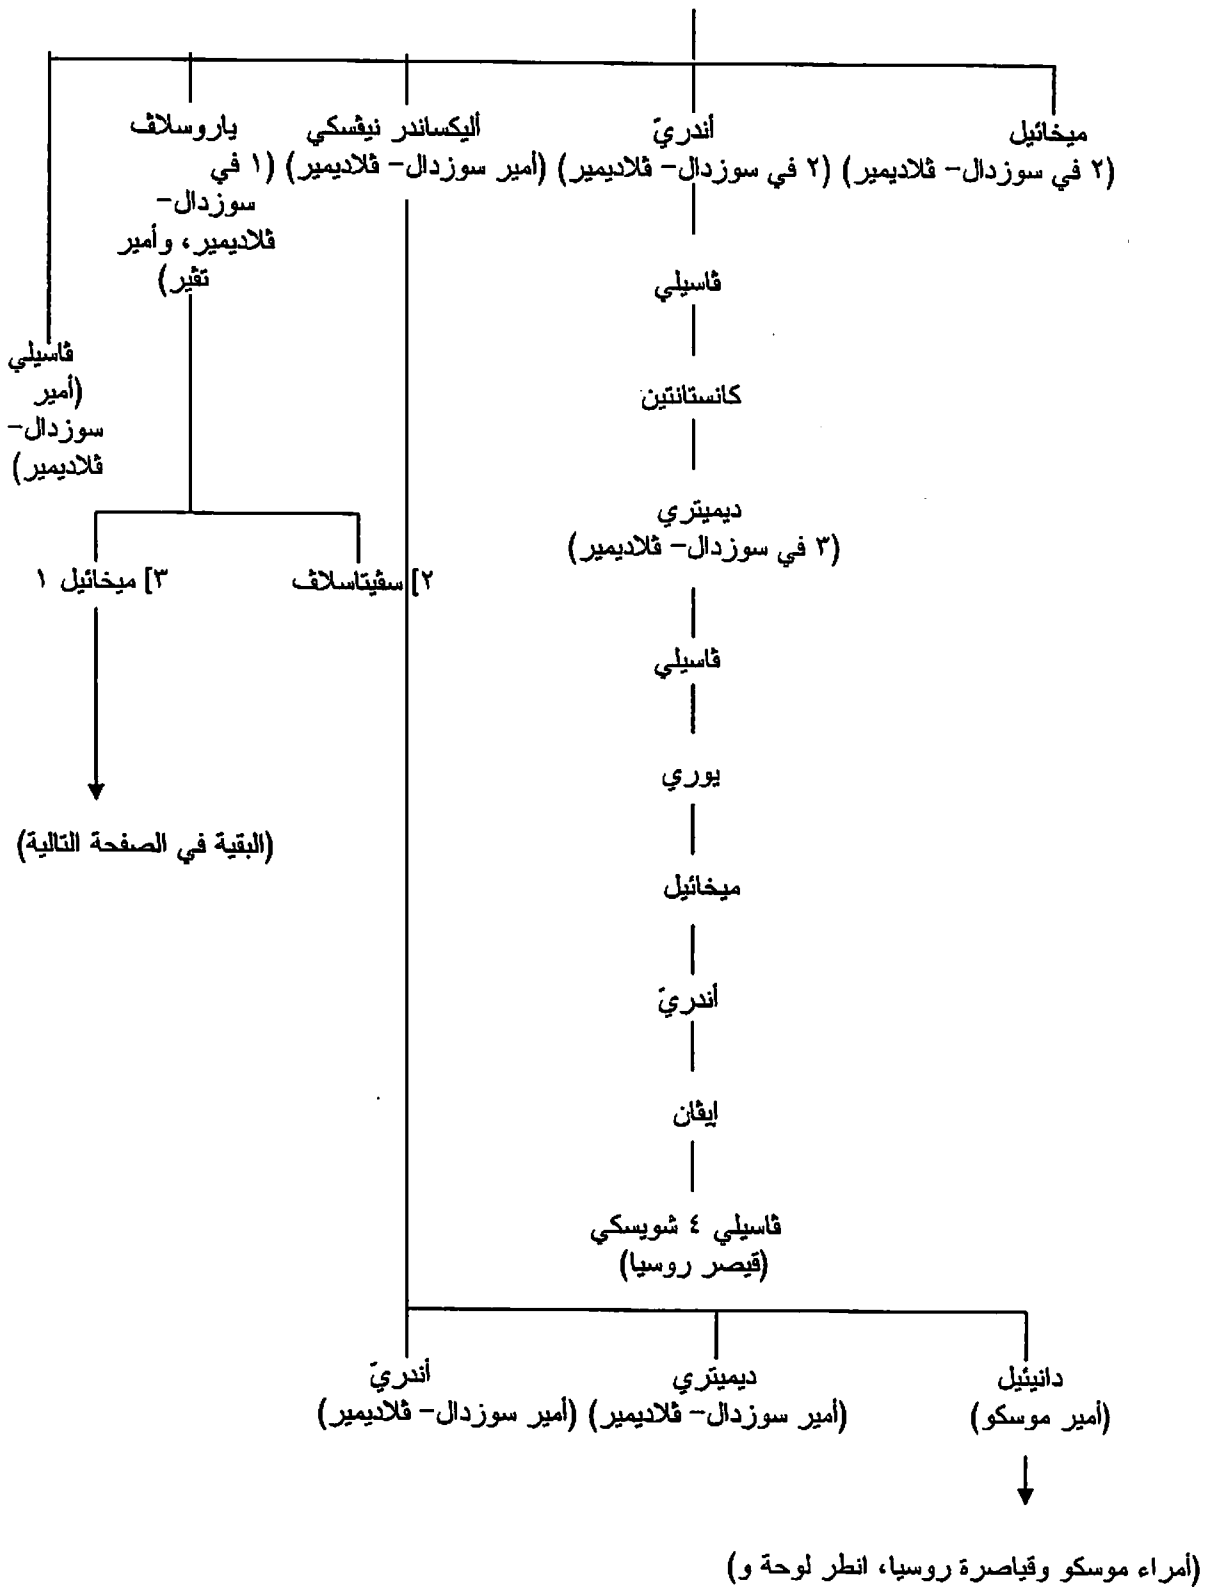 ميخائيل
(٢ في سوزدال- ڤلاديمير)
أندريّ
(٢ في سوزدال- ڤلاديمير)
أليكساندر نيڤسكي
(أمير سوزدال- ڤلاديمير)
ياروسلاڤ
(١ في
سوزدال-
ڤلاديمير، وأمير
تڤير)
ڤاسيلي
(أمير
سوزدال-
ڤلاديمير)
ڤاسيلي
كانستانتين
ديميتري
(٣ في سوزدال- ڤلاديمير)
٢] سڤيتاسلاڤ
٣] ميخائيل ١
ڤاسيلي
يوري
(البقية في الصفحة التالية)
ميخائيل
أندريّ
إيڤان
ڤاسيلي ٤ شويسكي
(قيصر روسيا)
دانيئيل
(أمير موسكو)
ديميتري
(أمير سوزدال- ڤلاديمير)
أندريّ
(أمير سوزدال- ڤلاديمير)
(أمراء موسكو وقياصرة روسيا، انطر لوحة و)